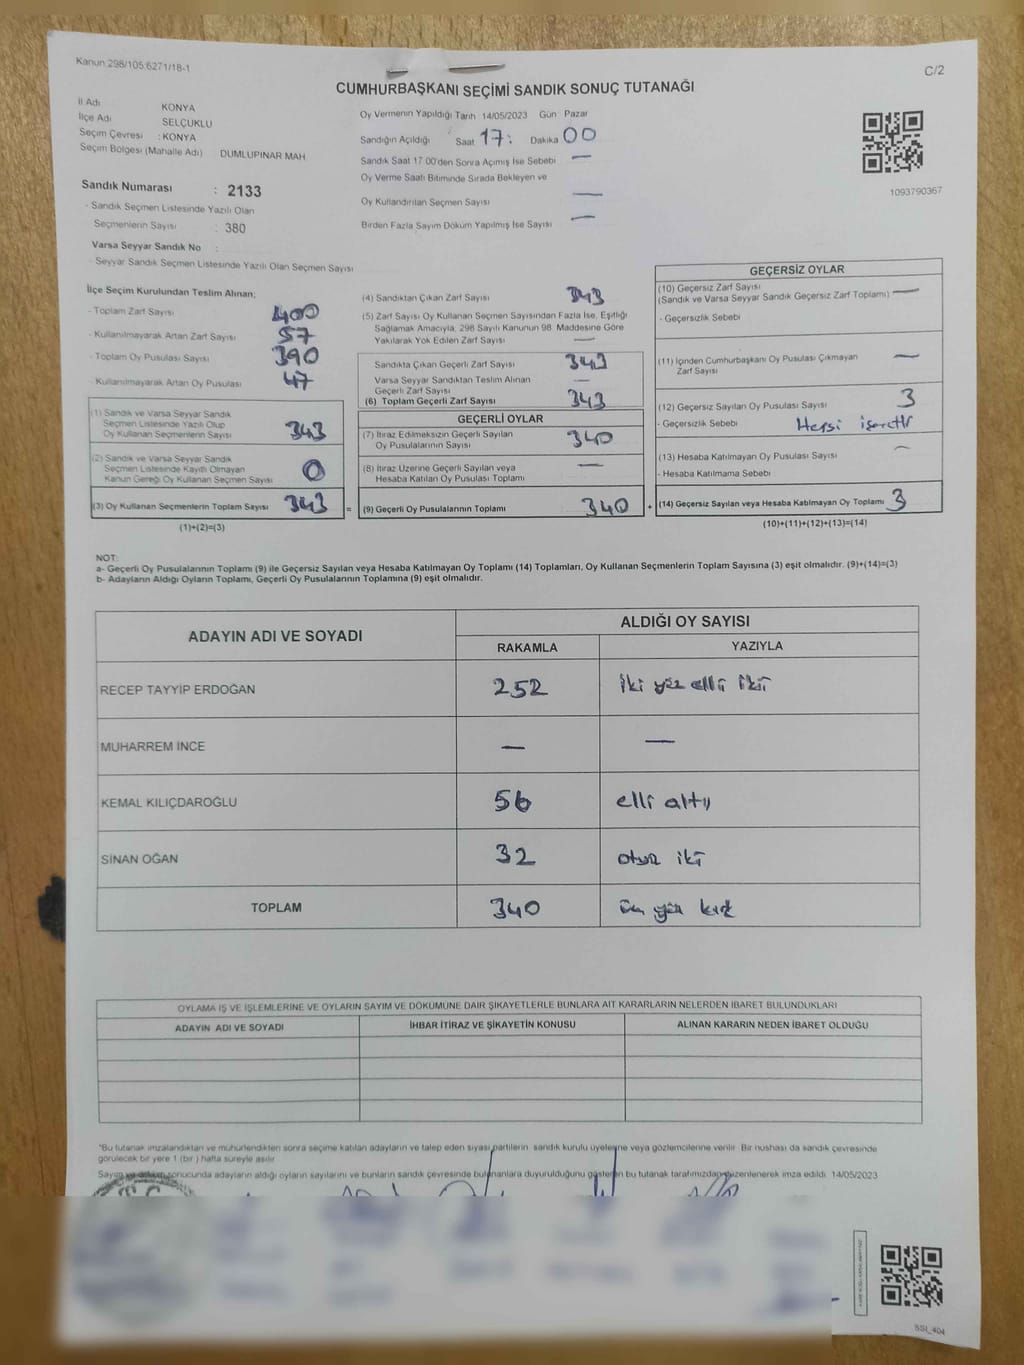 Kanun:298/105,6271/18-1
C/2
CUMHURBAŞKANI SEÇİMİ SANDIK SONUÇ TUTANAĞI
İl Adı KONYA
İlçe Adı SELÇUKLU
Seçim Çevresi : KONYA
Seçim Bölgesi (Mahalle Adı) DUMLUPINAR MAH.
Sandık Numarası : 2133
- Sandık Seçmen Listesinde Yazılı Olan
Seçmenlerin Sayısı : 380
Varsa Seyyar Sandık No :
- Seyyar Sandık Seçmen Listesinde Yazılı Olan Seçmen Sayısı
Oy Vermenin Yapıldığı Tarih 14/05/2023 Gün Pazar
Sandığın Açıldığı Saat 17: Dakika 00
Sandık Saat 17.00'den Sonra Açımış İse Sebebi —
Oy Verme Saati Bitiminde Sırada Bekleyen ve
Oy Kullandırılan Seçmen Sayısı —
Birden Fazla Sayım Döküm Yapılmış İse Sayısı —
1093790367
İlçe Seçim Kurulundan Teslim Alınan;
- Toplam Zarf Sayısı 400
- Kullanılmayarak Artan Zarf Sayısı 57
- Toplam Oy Pusulası Sayısı 390
- Kullanılmayarak Artan Oy Pusulası 47
(1) Sandık ve Varsa Seyyar Sandık
Seçmen Listesinde Yazılı Olup
Oy Kullanan Seçmenlerin Sayısı 343
(2) Sandık ve Varsa Seyyar Sandık
Seçmen Listesinde Kayıtlı Olmayan
Kanun Gereği Oy Kullanan Seçmen Sayısı 0
(3) Oy Kullanan Seçmenlerin Toplam Sayısı 343 =
(1)+(2)=(3)
(4) Sandıktan Çıkan Zarf Sayısı 343
(5) Zarf Sayısı Oy Kullanan Seçmen Sayısından Fazla İse, Eşitliği
Sağlamak Amacıyla, 298 Sayılı Kanunun 98. Maddesine Göre
Yakılarak Yok Edilen Zarf Sayısı —
Sandıkta Çıkan Geçerli Zarf Sayısı 343
Varsa Seyyar Sandıktan Teslim Alınan
Geçerli Zarf Sayısı —
(6) Toplam Geçerli Zarf Sayısı 343
GEÇERLİ OYLAR
(7) İtiraz Edilmeksizin Geçerli Sayılan
Oy Pusulalarının Sayısı 340
(8) İtiraz Üzerine Geçerli Sayılan veya
Hesaba Katılan Oy Pusulası Toplamı —
(9) Geçerli Oy Pusulalarının Toplamı 340 +
GEÇERSİZ OYLAR
(10) Geçersiz Zarf Sayısı
(Sandık ve Varsa Seyyar Sandık Geçersiz Zarf Toplamı) —
- Geçersizlik Sebebi
(11) İçinden Cumhurbaşkanı Oy Pusulası Çıkmayan
Zarf Sayısı —
(12) Geçersiz Sayılan Oy Pusulası Sayısı 3
- Geçersizlik Sebebi Hepsi
(13) Hesaba Katılmayan Oy Pusulası Sayısı —
- Hesaba Katılmama Sebebi
(14) Geçersiz Sayılan veya Hesaba Katılmayan Oy Toplamı 3
(10)+(11)+(12)+(13)=(14)
NOT:
a- Geçerli Oy Pusulalarının Toplamı (9) ile Geçersiz Sayılan veya Hesaba Katılmayan Oy Toplamı (14) Toplamları, Oy Kullanan Seçmenlerin Toplam Sayısına (3) eşit olmalıdır. (9)+(14)=(3)
b- Adayların Aldığı Oyların Toplamı, Geçerli Oy Pusulalarının Toplamına (9) eşit olmalıdır.
ADAYIN ADI VE SOYADI ALDIĞI OY SAYISI
RAKAMLA YAZIYLA
RECEP TAYYİP ERDOĞAN 252 iki yüz elli iki
MUHARREM İNCE — —
KEMAL KILIÇDAROĞLU 56 elli altı
SİNAN OĞAN 32 otuz iki
TOPLAM 340 üç yüz kırk
OYLAMA İŞ VE İŞLEMLERİNE VE OYLARIN SAYIM VE DÖKÜMÜNE DAİR ŞİKAYETLERLE BUNLARA AİT KARARLARIN NELERDEN İBARET BULUNDUKLARI
ADAYIN ADI VE SOYADI İHBAR İTİRAZ VE ŞİKAYETİN KONUSU ALINAN KARARIN NEDEN İBARET OLDUĞU
*Bu tutanak imzalandıktan ve mühürlendikten sonra seçime katılan adayların ve talep eden siyasi partilerin sandık kurulu üyelerine veya gözlemcilerine verilir. Bir nushası da sandık çevresinde
görülecek bir yere 1 (bir) hafta süreyle asılır.
Sayım ve döküm sonucunda adayların aldığı oyların sayılarını ve bunların sandık çevresinde bulunanlara duyurulduğunu gösteren bu tutanak tarafımızdan düzenlenerek imza edildi. 14/05/2023
SSI_404